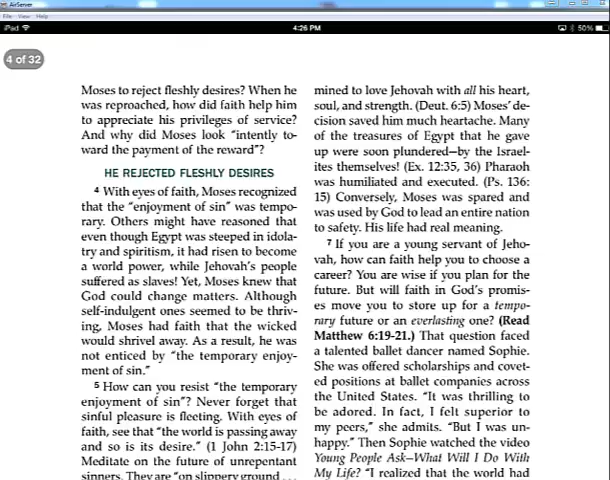 AirServer
File View Help
iPad
4:26 PM
50%
4 of 32
Moses to reject fleshly desires? When he
was reproached, how did faith help him
to appreciate his privileges of service?
And why did Moses look “intently to-
ward the payment of the reward”?
HE REJECTED FLESHLY DESIRES
4 With eyes of faith, Moses recognized
that the “enjoyment of sin” was tempo-
rary. Others might have reasoned that
even though Egypt was steeped in idola-
try and spiritism, it had risen to become
a world power, while Jehovah’s people
suffered as slaves! Yet, Moses knew that
God could change matters. Although
self-indulgent ones seemed to be thriv-
ing, Moses had faith that the wicked
would shrivel away. As a result, he was
not enticed by “the temporary enjoy-
ment of sin.”
5 How can you resist “the temporary
enjoyment of sin”? Never forget that
sinful pleasure is fleeting. With eyes of
faith, see that “the world is passing away
and so is its desire.” (1 John 2:15-17)
Meditate on the future of unrepentant
sinners. They are “on slippery ground . . .
mined to love Jehovah with all his heart,
soul, and strength. (Deut. 6:5) Moses’ de-
cision saved him much heartache. Many
of the treasures of Egypt that he gave
up were soon plundered—by the Israel-
ites themselves! (Ex. 12:35, 36) Pharaoh
was humiliated and executed. (Ps. 136:
15) Conversely, Moses was spared and
was used by God to lead an entire nation
to safety. His life had real meaning.
7 If you are a young servant of Jeho-
vah, how can faith help you to choose a
career? You are wise if you plan for the
future. But will faith in God’s promis-
es move you to store up for a tempo-
rary future or an everlasting one? (Read
Matthew 6:19-21.) That question faced
a talented ballet dancer named Sophie.
She was offered scholarships and covet-
ed positions at ballet companies across
the United States. “It was thrilling to
be adored. In fact, I felt superior to
my peers,” she admits. “But I was un-
happy.” Then Sophie watched the video
Young People Ask—What Will I Do With
My Life? “I realized that the world had